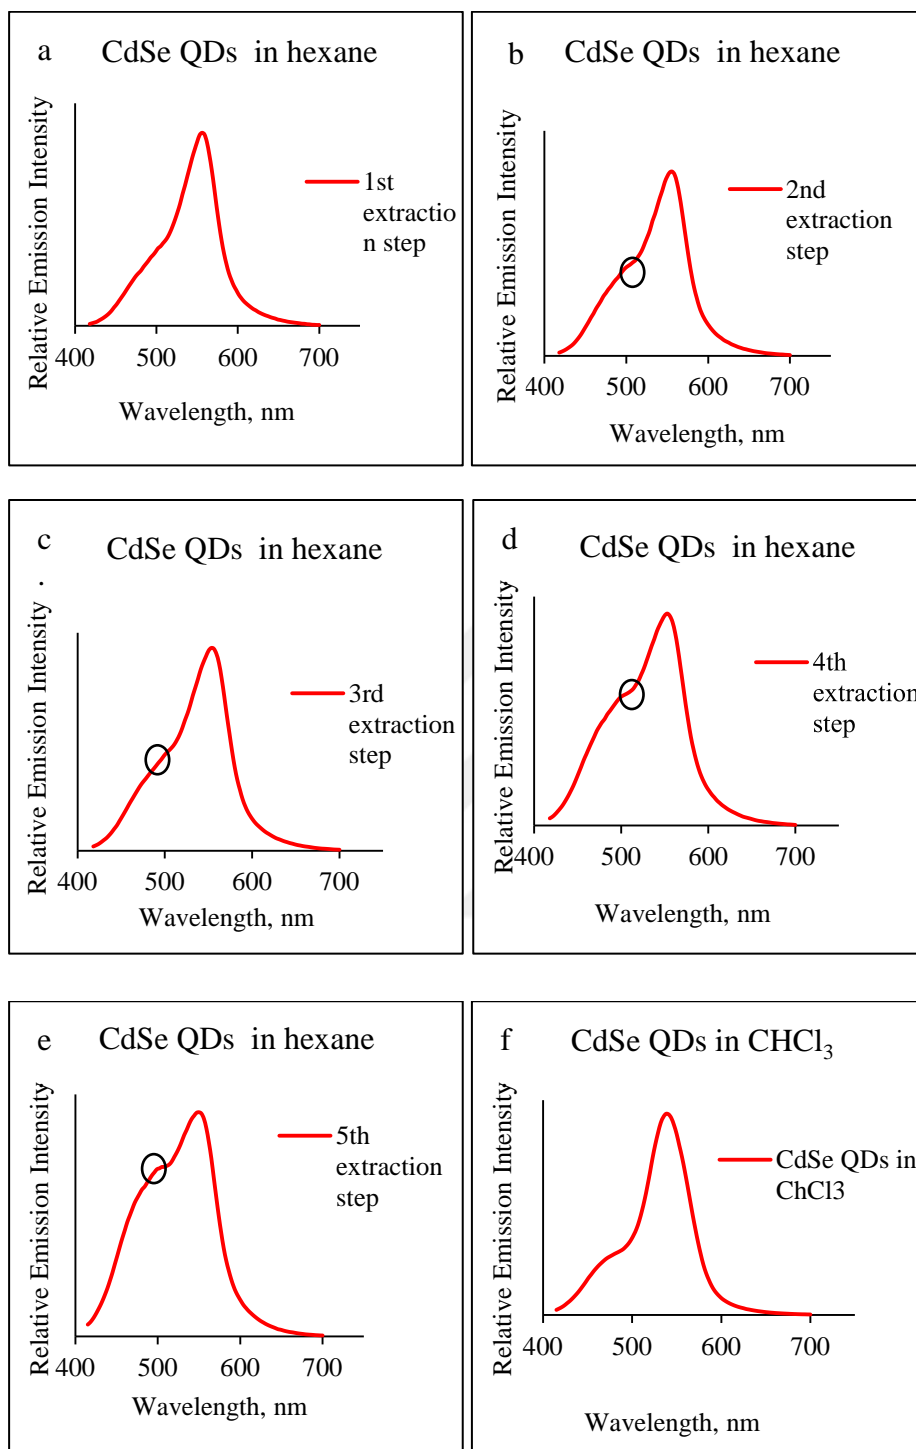 a
CdSe QDs in hexane
Relative Emission Intensity
1st
extractio
n step
400 500 600 700
Wavelength, nm
b
CdSe QDs in hexane
Relative Emission Intensity
2nd
extraction
step
400 500 600 700
Wavelength, nm
c
CdSe QDs in hexane
Relative Emission Intensity .
3rd
extraction
step
400 500 600 700
Wavelength, nm
d
CdSe QDs in hexane
Relative Emission Intensity
4th
extraction
step
400 500 600 700
Wavelength, nm
e
CdSe QDs in hexane
Relative Emission Intensity
5th
extraction
step
400 500 600 700
Wavelength, nm
f
CdSe QDs in CHCl₃
Relative Emission Intensity
CdSe QDs in
ChCl3
400 500 600 700
Wavelength, nm